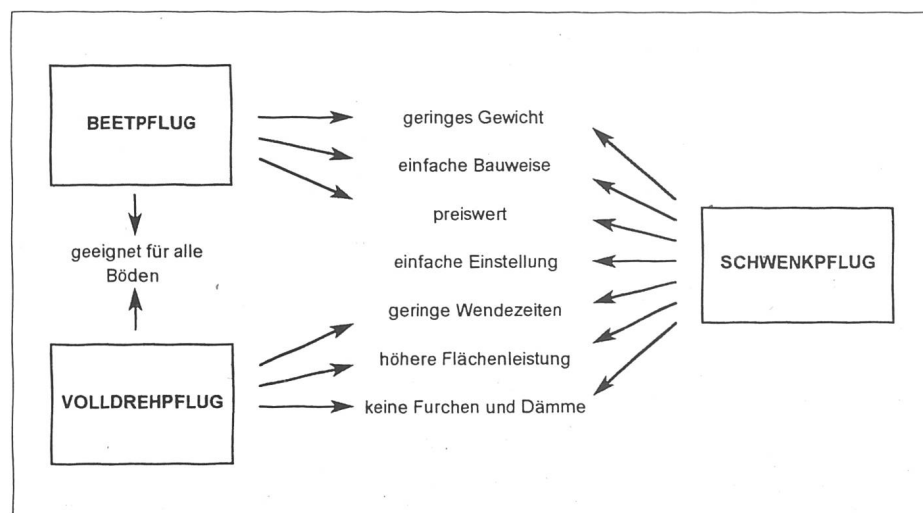 BEETPFLUG
geringes Gewicht
einfache Bauweise
preiswert
geeignet für alle
Böden
einfache Einstellung
SCHWENKPFLUG
geringe Wendezeiten
höhere Flächenleistung
VOLLDREHPFLUG
keine Furchen und Dämme